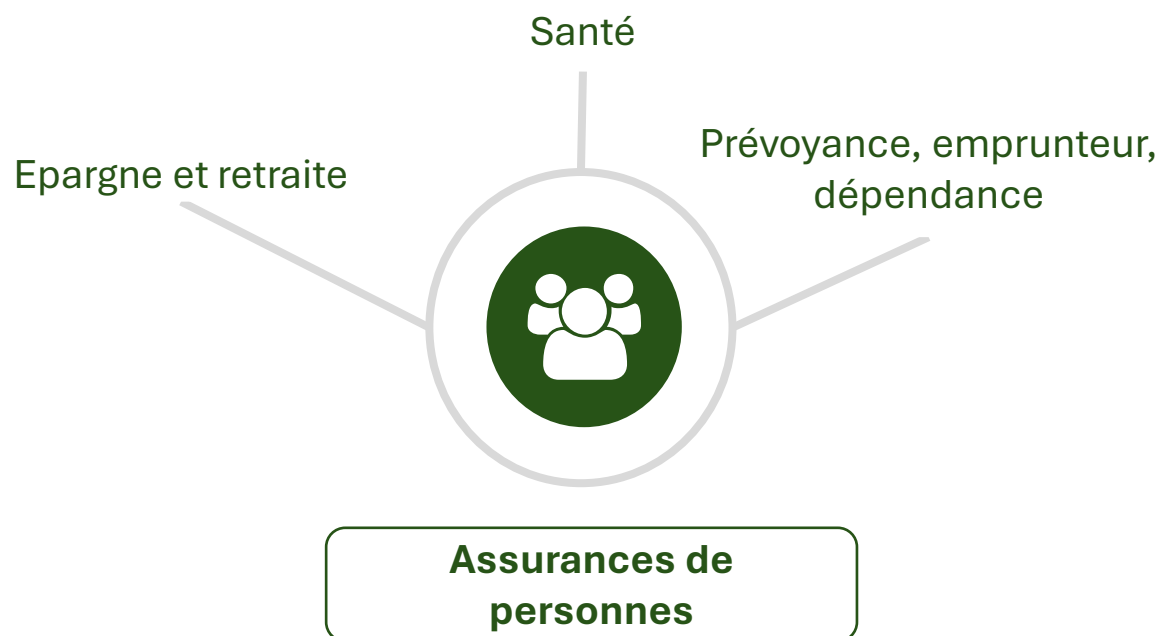 Santé
Epargne et retraite
Prévoyance, emprunteur,
dépendance
Assurances de
personnes